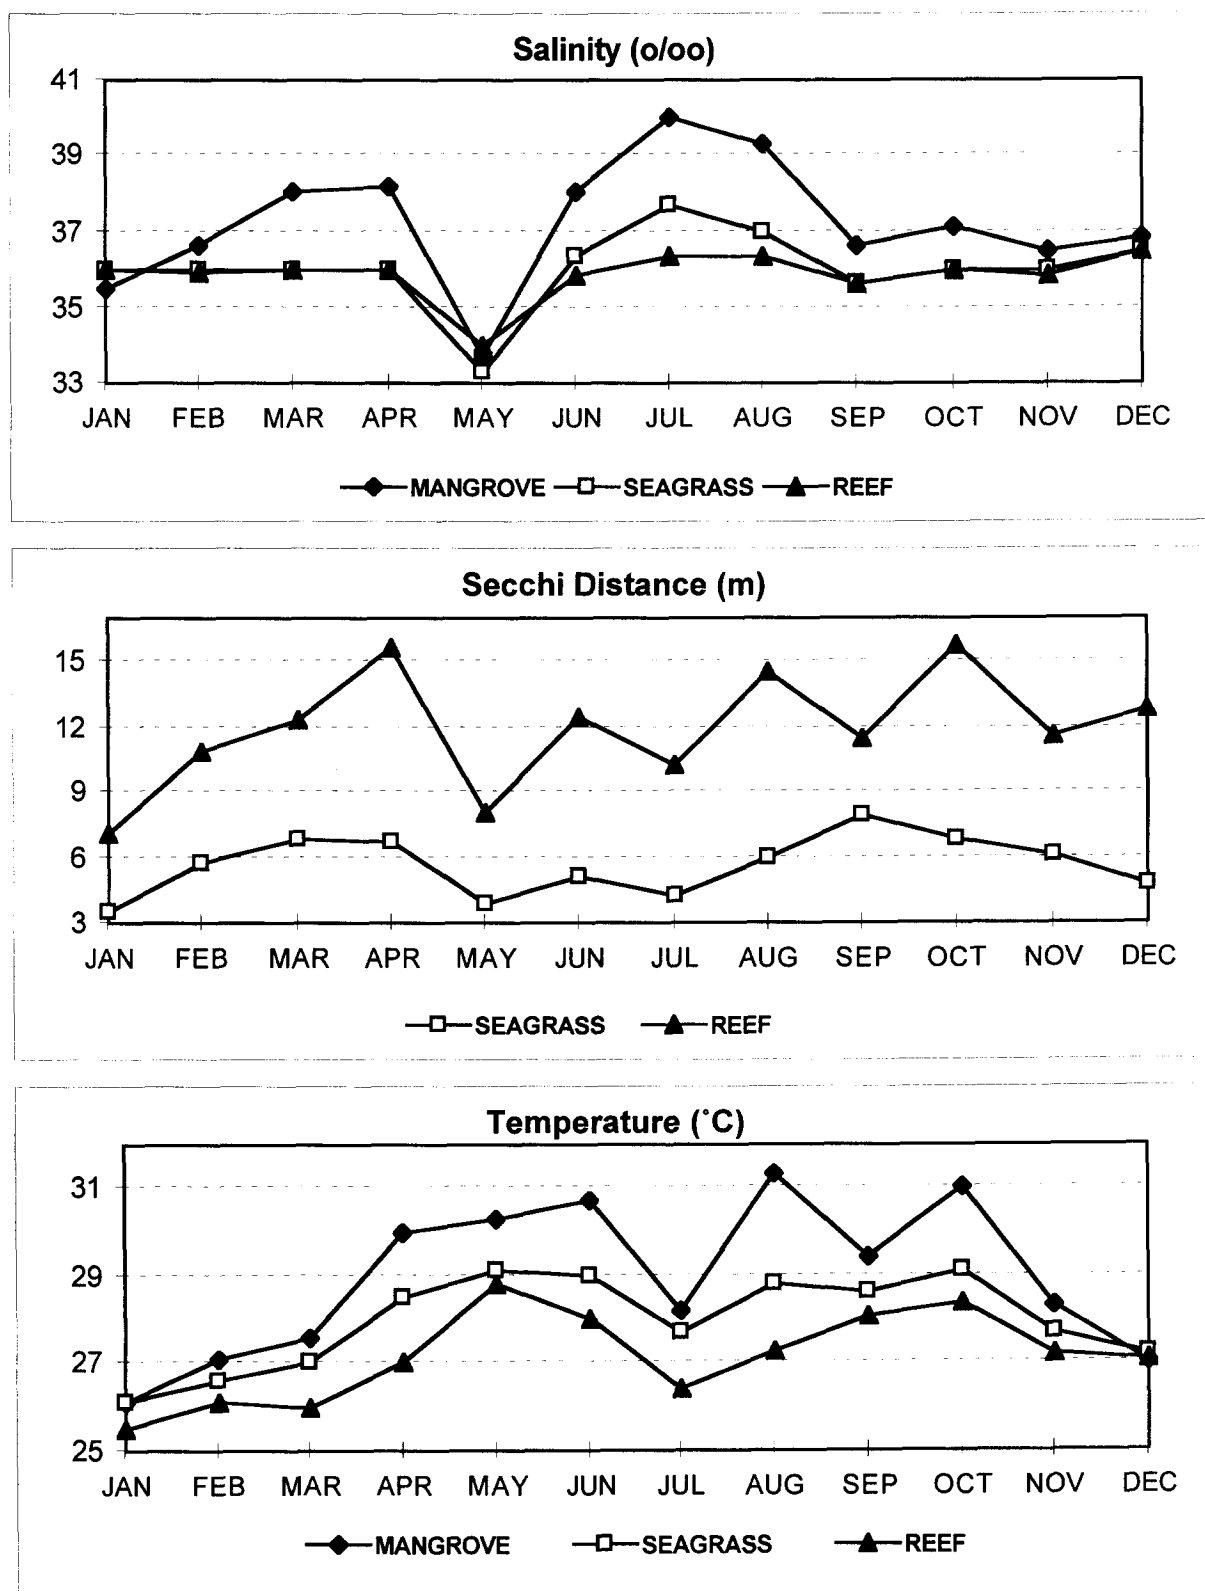 Salinity (o/oo)
41
39
37
35
33
JAN FEB MAR APR MAY JUN JUL AUG SEP OCT NOV DEC
MANGROVE SEAGRASS REEF
Secchi Distance (m)
15
12
9
6
3
JAN FEB MAR APR MAY JUN JUL AUG SEP OCT NOV DEC
SEAGRASS REEF
Temperature (˚C)
31
29
27
25
JAN FEB MAR APR MAY JUN JUL AUG SEP OCT NOV DEC
MANGROVE SEAGRASS REEF